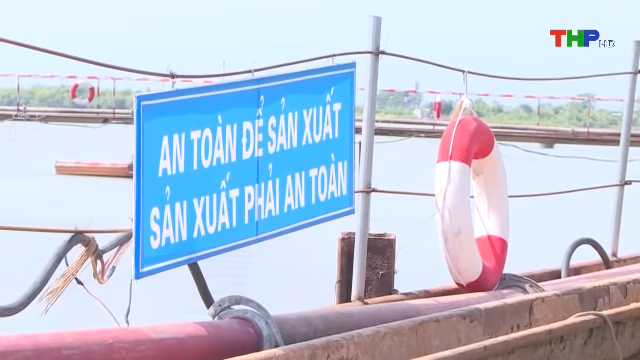 THP HD
AN TOÀN ĐỂ SẢN XUẤT
SẢN XUẤT PHẢI AN TOÀN